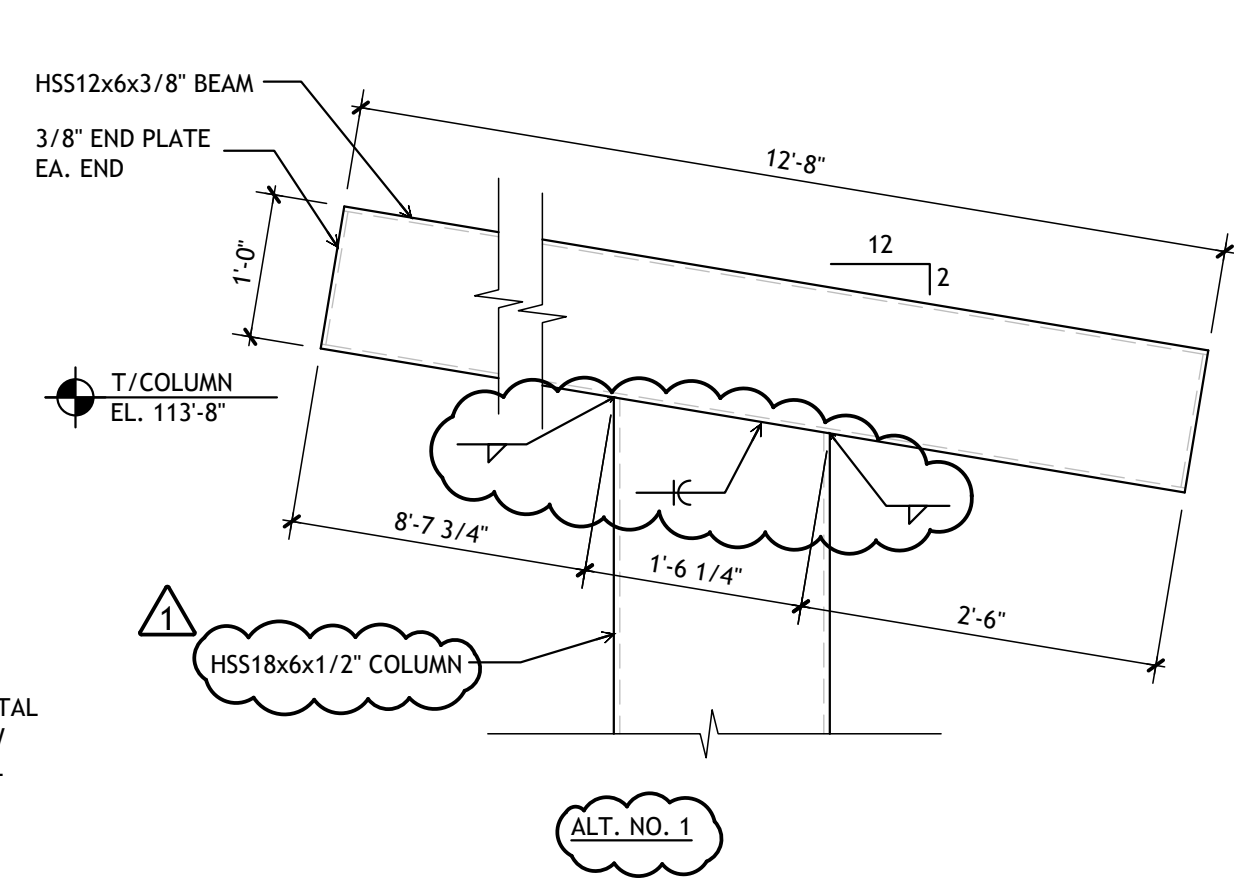 HSS12x6x3/8" BEAM
3/8" END PLATE
EA. END
12'-8"
1'-0"
12
2
T/COLUMN
EL. 113'-8"
8'-7 3/4"
1'-6 1/4"
2'-6"
1
HSS18x6x1/2" COLUMN
TAL
ALT. NO. 1